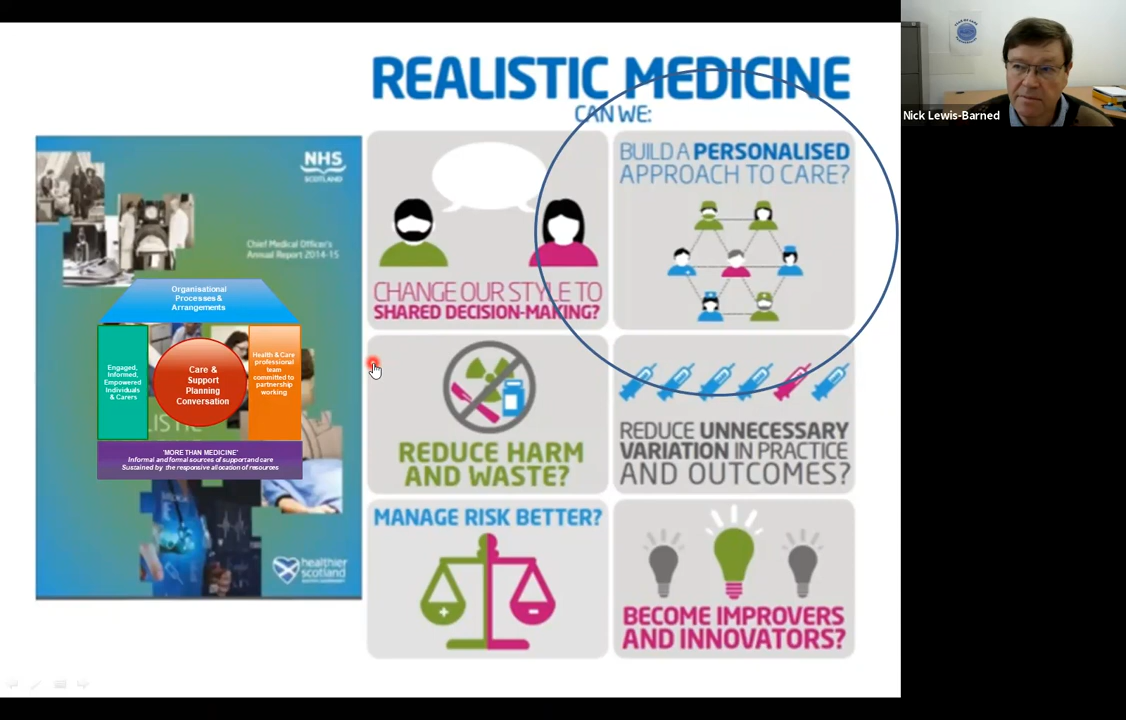 REALISTIC MEDICINE
CAN WE:
NHS
SCOTLAND
Chief Medical Officer's
Annual Report 2014-15
Organisational
Processes &
Arrangements
Engaged,
Informed,
Empowered
Individuals
& Carers
Care &
Support
Planning
Conversation
Health & Care
professional
team
committed to
partnership
working
'MORE THAN MEDICINE'
Informal and formal sources of support and care
Sustained by the responsive allocation of resources
healthier
scotland
CHANGE OUR STYLE TO
SHARED DECISION-MAKING?
BUILD A PERSONALISED
APPROACH TO CARE?
REDUCE HARM
AND WASTE?
REDUCE UNNECESSARY
VARIATION IN PRACTICE
AND OUTCOMES?
MANAGE RISK BETTER?
+
-
BECOME IMPROVERS
AND INNOVATORS?
Nick Lewis-Barned